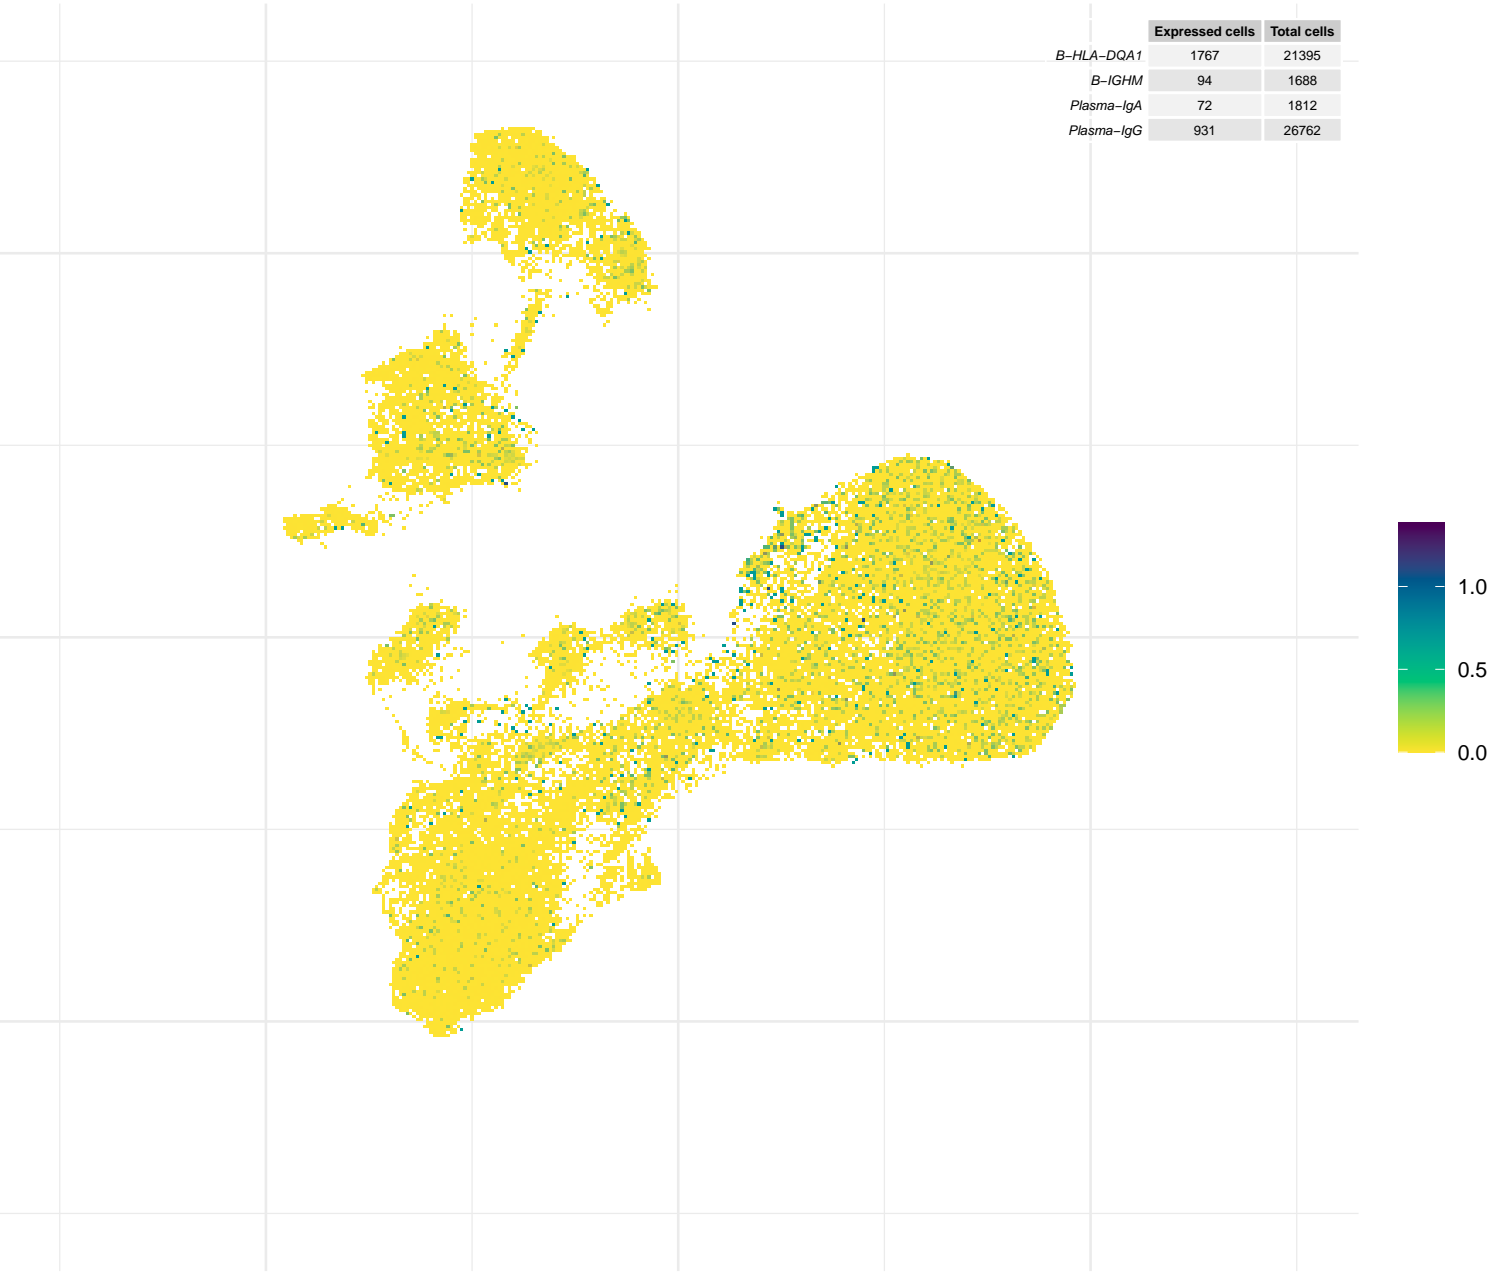 Expressed cells Total cells
B−HLA−DQA1 1767 21395
B−IGHM 94 1688
Plasma−IgA 72 1812
Plasma−IgG 931 26762
1.0
0.5
0.0